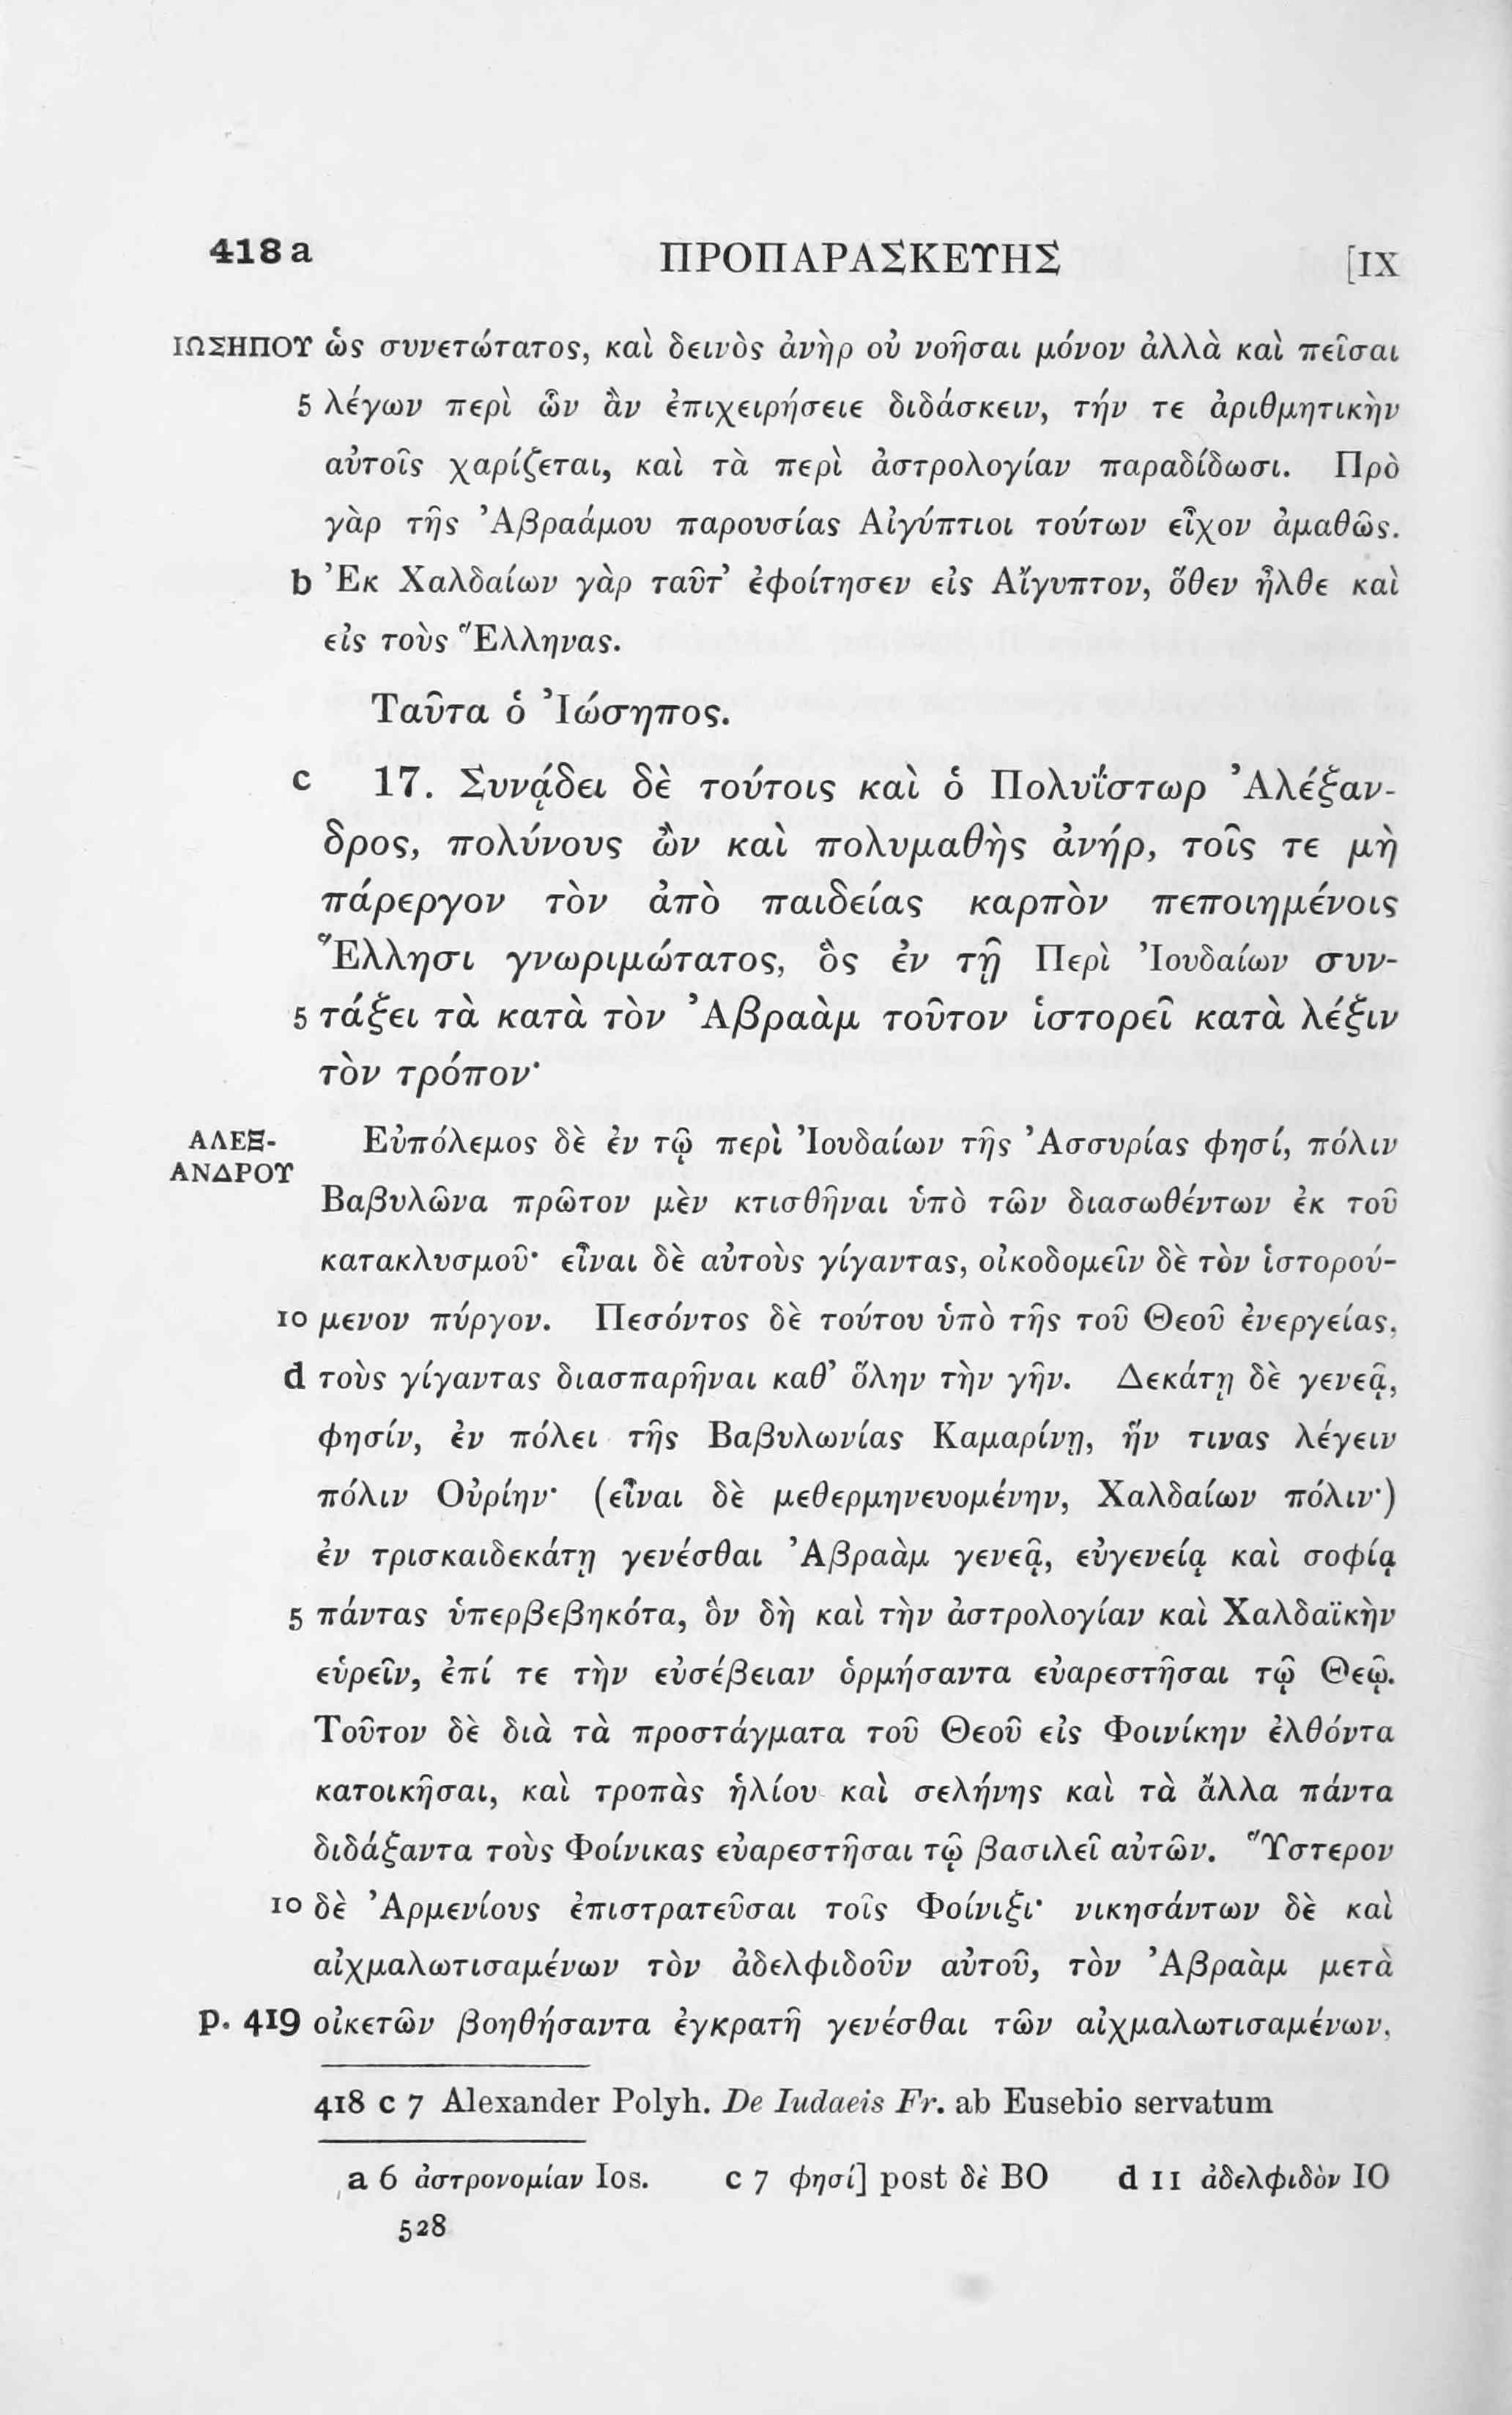 418 a ΠΡΟΠΑΡΑΣΚΕΥΗΣ [IX
ΙΩΣΗΠΟΥ ὡς συνετώτατος, καὶ δεινὸς ἀνὴρ οὐ νοῆσαι μόνον ἀλλὰ καὶ πεῖσαι
5 λέγων περὶ ὧν ἂν ἐπιχειρήσειε διδάσκειν, τήν τε ἀριθμητικὴν
αὐτοῖς χαρίζεται, καὶ τὰ περὶ ἀστρολογίαν παραδίδωσι. Πρὸ
γὰρ τῆς Ἀβραάμου παρουσίας Αἰγύπτιοι τούτων εἶχον ἀμαθῶς.
b Ἐκ Χαλδαίων γὰρ ταῦτ’ ἐφοίτησεν εἰς Αἴγυπτον, ὅθεν ἦλθε καὶ
εἰς τοὺς Ἕλληνας.
Ταῦτα ὁ Ἰώσηπος.
c 17. Συνᾴδει δὲ τούτοις καὶ ὁ Πολυΐστωρ Ἀλέξαν-
δρος, πολύνους ὢν καὶ πολυμαθὴς ἀνήρ, τοῖς τε μὴ
πάρεργον τὸν ἀπὸ παιδείας καρπὸν πεποιημένοις
Ἕλλησι γνωριμώτατος, ὃς ἐν τῇ Περὶ Ἰουδαίων συν-
5 τάξει τὰ κατὰ τὸν Ἀβραὰμ τοῦτον ἱστορεῖ κατὰ λέξιν
τὸν τρόπον·
ΑΛΕΞ-
ΑΝΔΡΟΥ
Εὐπόλεμος δὲ ἐν τῷ περὶ Ἰουδαίων τῆς Ἀσσυρίας φησί, πόλιν
Βαβυλῶνα πρῶτον μὲν κτισθῆναι ὑπὸ τῶν διασωθέντων ἐκ τοῦ
κατακλυσμοῦ· εἶναι δὲ αὐτοὺς γίγαντας, οἰκοδομεῖν δὲ τὸν ἱστορού-
10 μενον πύργον. Πεσόντος δὲ τούτου ὑπὸ τῆς τοῦ Θεοῦ ἐνεργείας,
d τοὺς γίγαντας διασπαρῆναι καθ’ ὅλην τὴν γῆν. Δεκάτῃ δὲ γενεᾷ,
φησίν, ἐν πόλει τῆς Βαβυλωνίας Καμαρίνῃ, ἥν τινας λέγειν
πόλιν Οὐρίην· (εἶναι δὲ μεθερμηνευομένην, Χαλδαίων πόλιν·)
ἐν τρισκαιδεκάτῃ γενέσθαι Ἀβραὰμ γενεᾷ, εὐγενείᾳ καὶ σοφίᾳ
5 πάντας ὑπερβεβηκότα, ὃν δὴ καὶ τὴν ἀστρολογίαν καὶ Χαλδαϊκὴν
εὑρεῖν, ἐπί τε τὴν εὐσέβειαν ὁρμήσαντα εὐαρεστῆσαι τῷ Θεῷ.
Τοῦτον δὲ διὰ τὰ προστάγματα τοῦ Θεοῦ εἰς Φοινίκην ἐλθόντα
κατοικῆσαι, καὶ τροπὰς ἡλίου καὶ σελήνης καὶ τὰ ἄλλα πάντα
διδάξαντα τοὺς Φοίνικας εὐαρεστῆσαι τῷ βασιλεῖ αὐτῶν. Ὕστερον
10 δὲ Ἀρμενίους ἐπιστρατεῦσαι τοῖς Φοίνιξι· νικησάντων δὲ καὶ
αἰχμαλωτισαμένων τὸν ἀδελφιδοῦν αὐτοῦ, τὸν Ἀβραὰμ μετὰ
p. 419 οἰκετῶν βοηθήσαντα ἐγκρατῆ γενέσθαι τῶν αἰχμαλωτισαμένων,
418 c 7 Alexander Polyh. De Iudaeis Fr. ab Eusebio servatum
a 6 ἀστρονομίαν Ios. c 7 φησί] post δὲ BO d 11 ἀδελφιδὸν IO
528